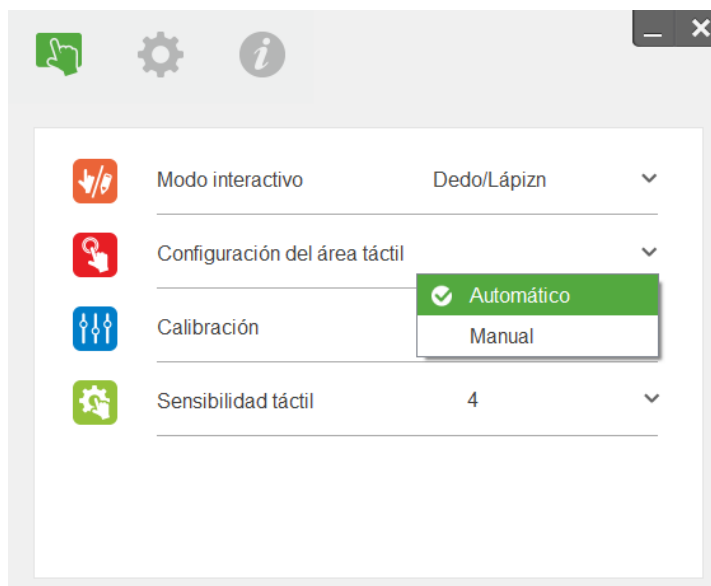 Modo interactivo Dedo/Lápizn
Configuración del área táctil
Automático
Calibración
Manual
Sensibilidad táctil 4